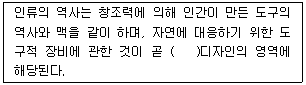 인류의 역사는 창조력에 의해 인간이 만든 도구의
역사와 맥을 같이 하며, 자연에 대응하기 위한 도
구적 장비에 관한 것이 곧 (   )디자인의 영역에
해당된다.